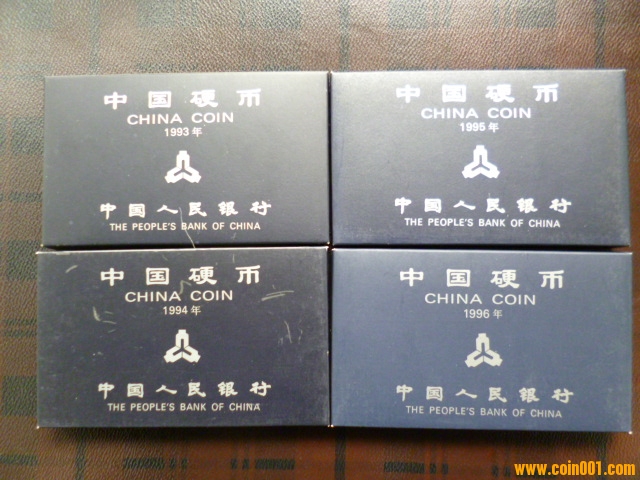 中国硬币
CHINA COIN
1993年
中国人民银行
THE PEOPLE'S BANK OF CHINA
中国硬币
CHINA COIN
1995年
中国人民银行
THE PEOPLE'S BANK OF CHINA
中国硬币
CHINA COIN
1994年
中国人民银行
THE PEOPLE'S BANK OF CHINA
中国硬币
CHINA COIN
1996年
中国人民银行
THE PEOPLE'S BANK OF CHINA
www.coin001.com